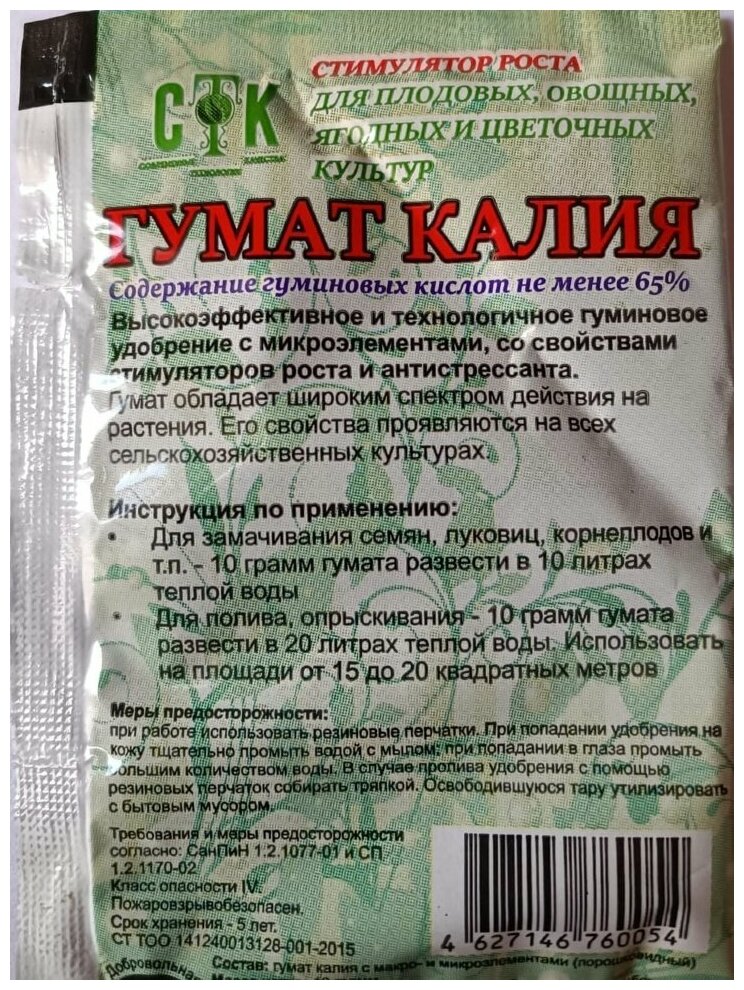 СТК
СОВРЕМЕННЫЕ ТЕХНОЛОГИИ КАЧЕСТВА
СТИМУЛЯТОР РОСТА
ДЛЯ ПЛОДОВЫХ, ОВОЩНЫХ,
ЯГОДНЫХ И ЦВЕТОЧНЫХ
КУЛЬТУР
ГУМАТ КАЛИЯ
Содержание гуминовых кислот не менее 65%
Высокоэффективное и технологичное гуминовое
удобрение с микроэлементами, со свойствами
стимуляторов роста и антистрессанта.
Гумат обладает широким спектром действия на
растения. Его свойства проявляются на всех
сельскохозяйственных культурах.
Инструкция по применению:
• Для замачивания семян, луковиц, корнеплодов и
т.п. - 10 грамм гумата развести в 10 литрах
теплой воды
• Для полива, опрыскивания - 10 грамм гумата
развести в 20 литрах теплой воды. Использовать
на площади от 15 до 20 квадратных метров
Меры предосторожности:
при работе использовать резиновые перчатки. При попадании удобрения на
кожу тщательно промыть водой с мылом; при попадании в глаза промыть
большим количеством воды. В случае пролива удобрения с помощью
резиновых перчаток собирать тряпкой. Освободившуюся тару утилизировать
с бытовым мусором.
Требования и меры предосторожности
согласно: СанПиН 1.2.1077-01 и СП
1.2.1170-02
Класс опасности IV.
Пожаровзрывобезопасен.
Срок хранения - 5 лет.
СТ ТОО 141240013128-001-2015
4 627146 760054
Добровольная
Состав: гумат калия с макро- и микроэлементами (порошковидный)